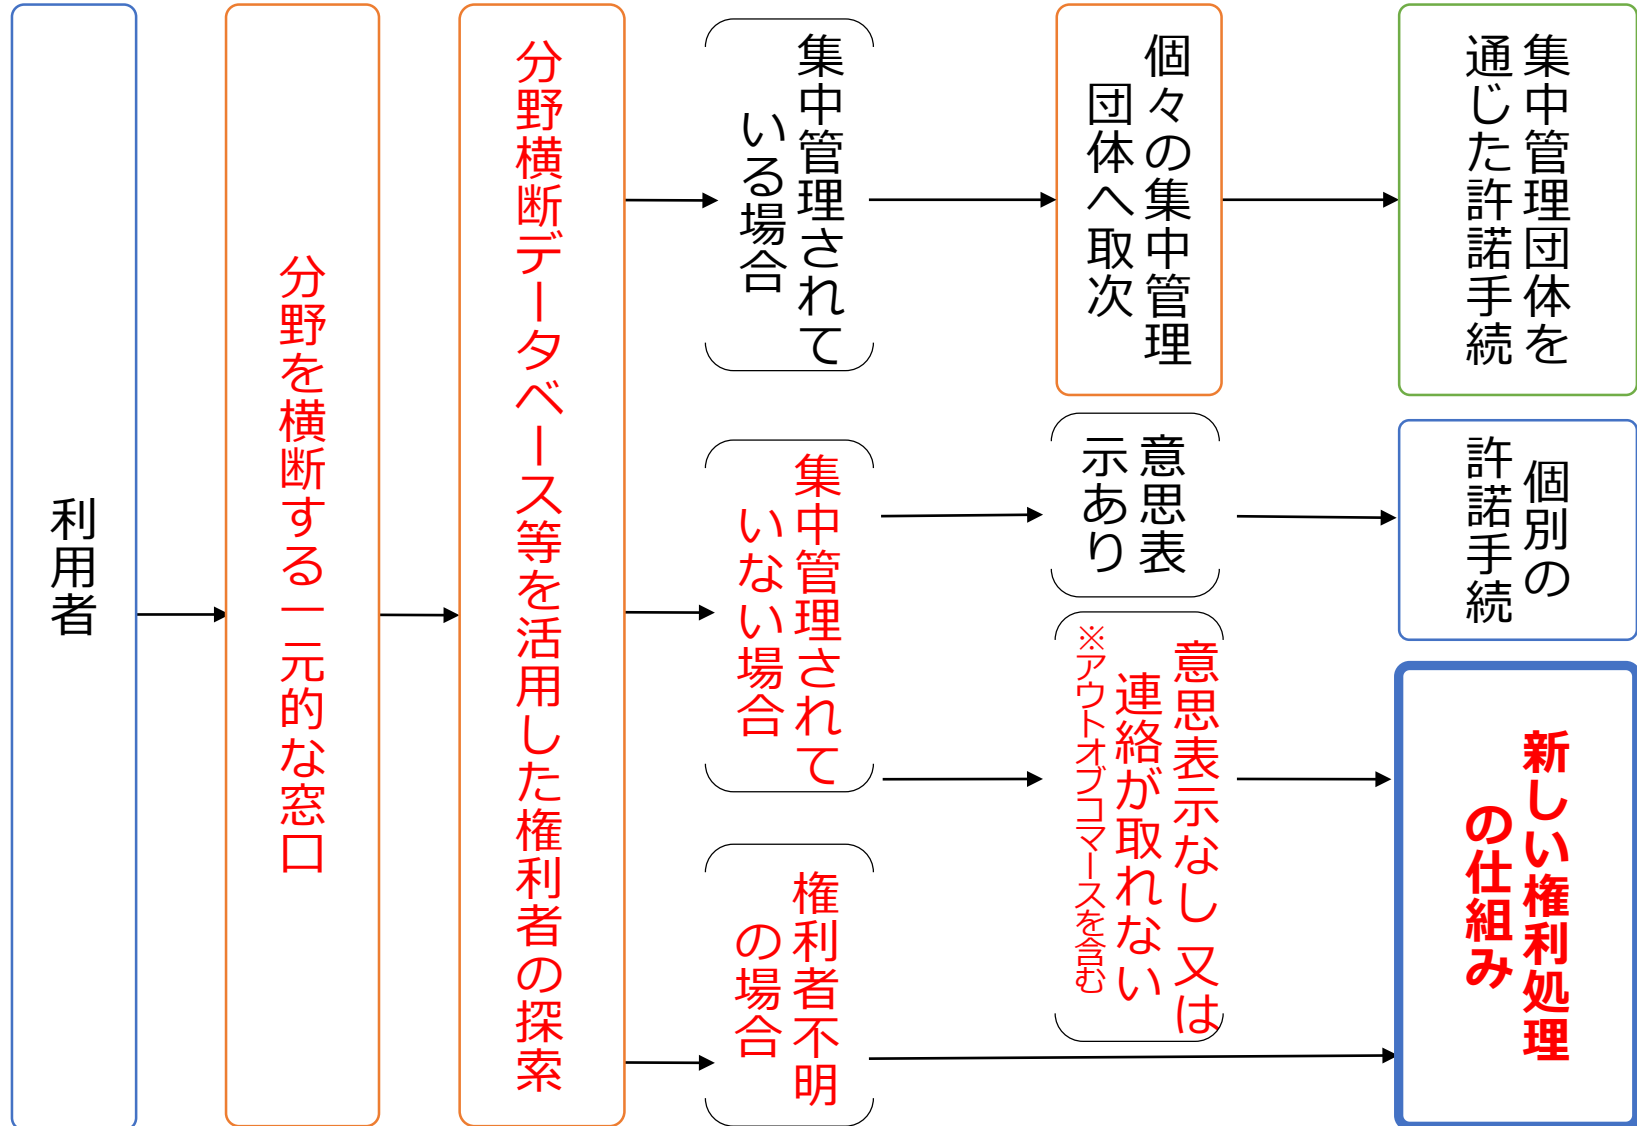 利用者
分野を横断する一元的な窓口
分野横断データベース等を活用した権利者の探索
集中管理されて
いる場合
個々の集中管理
団体へ取次
集中管理団体を
通じた許諾手続
集中管理されて
いない場合
意思表
示あり
個別の
許諾手続
意思表示なし又は
連絡が取れない
※アウトオブコマースを含む
権利者不明
の場合
新しい権利処理
の仕組み